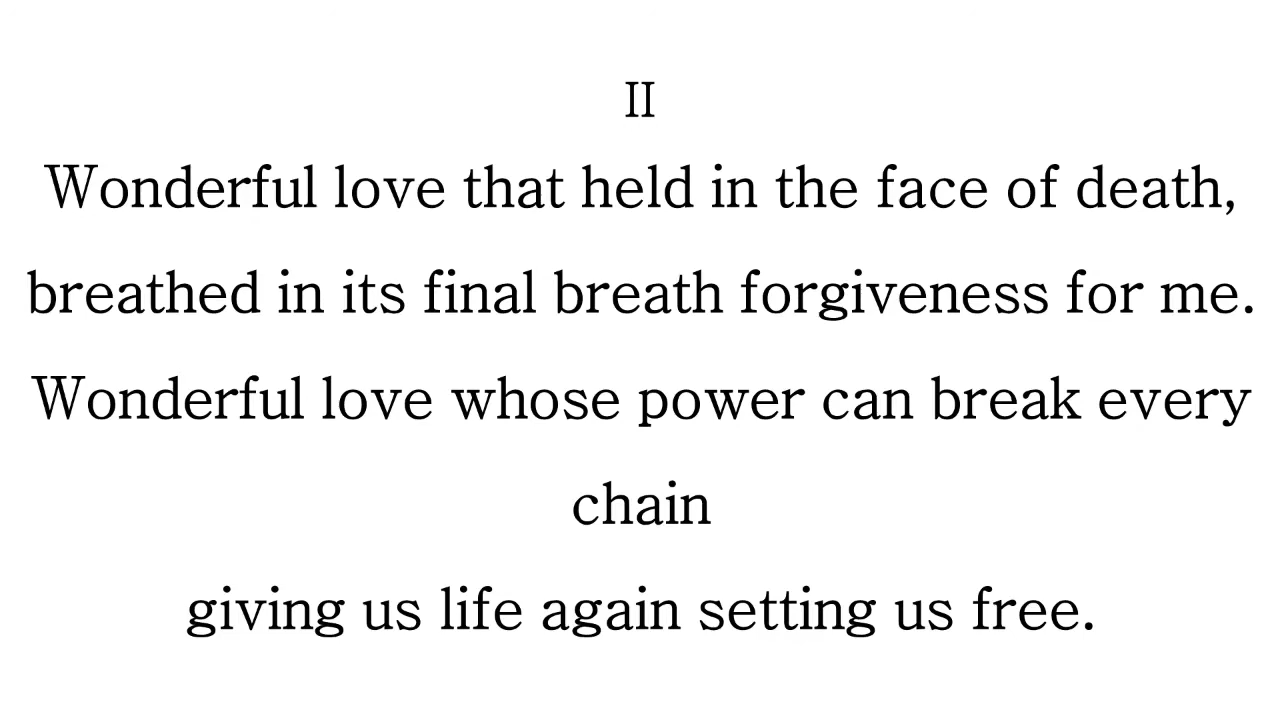 II
Wonderful love that held in the face of death,
breathed in its final breath forgiveness for me.
Wonderful love whose power can break every
chain
giving us life again setting us free.